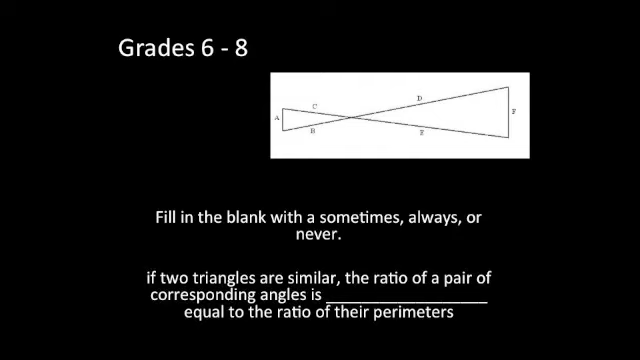 Grades 6 - 8
C
D
A
F
B
E
Fill in the blank with a sometimes, always, or
never.
if two triangles are similar, the ratio of a pair of
corresponding angles is ___________________
equal to the ratio of their perimeters